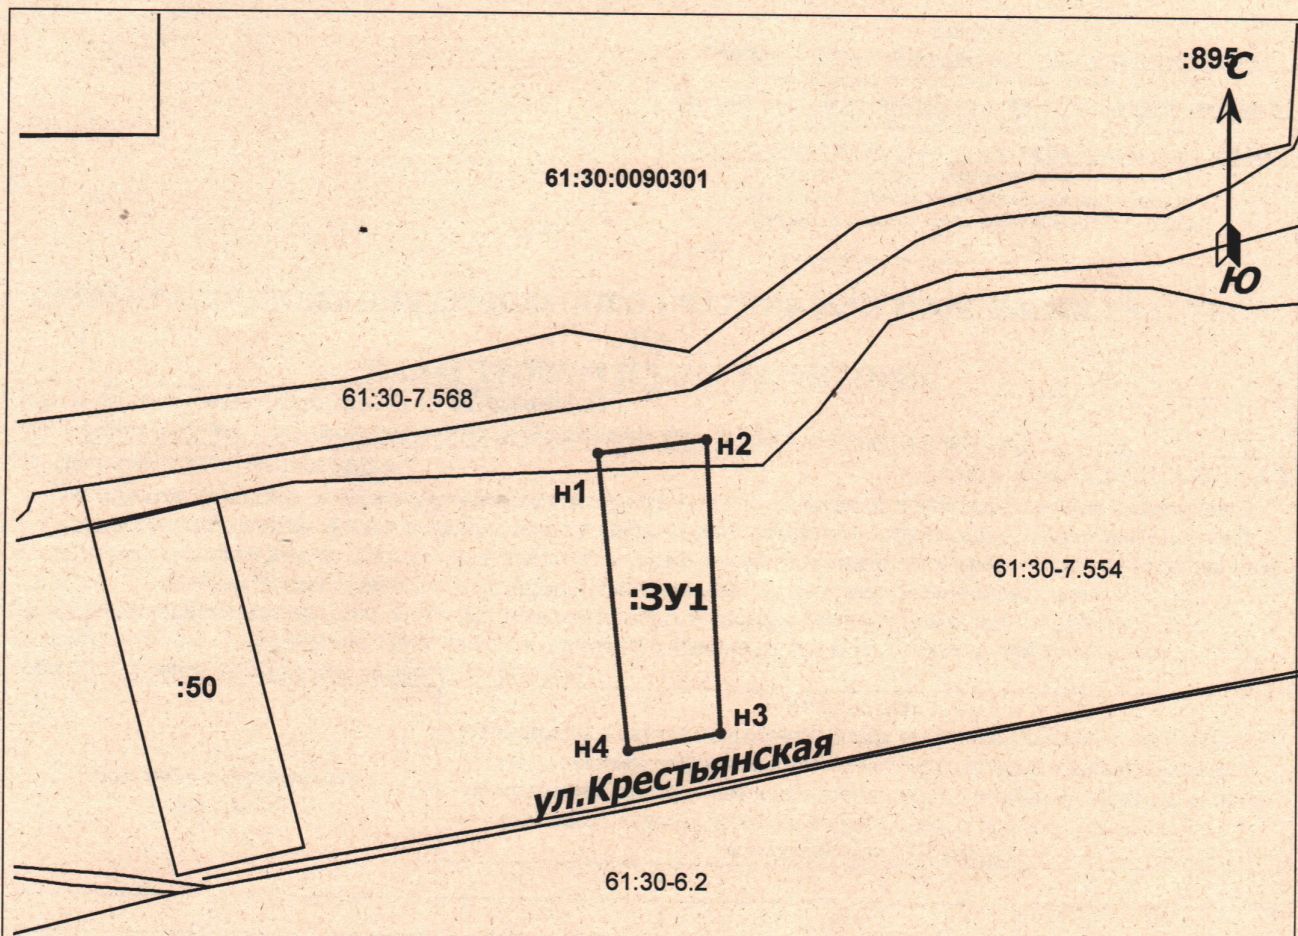 :895
С
61:30:0090301
Ю
61:30-7.568
н2
н1
61:30-7.554
:ЗУ1
:50
н3
н4
ул.Крестьянская
61:30-6.2